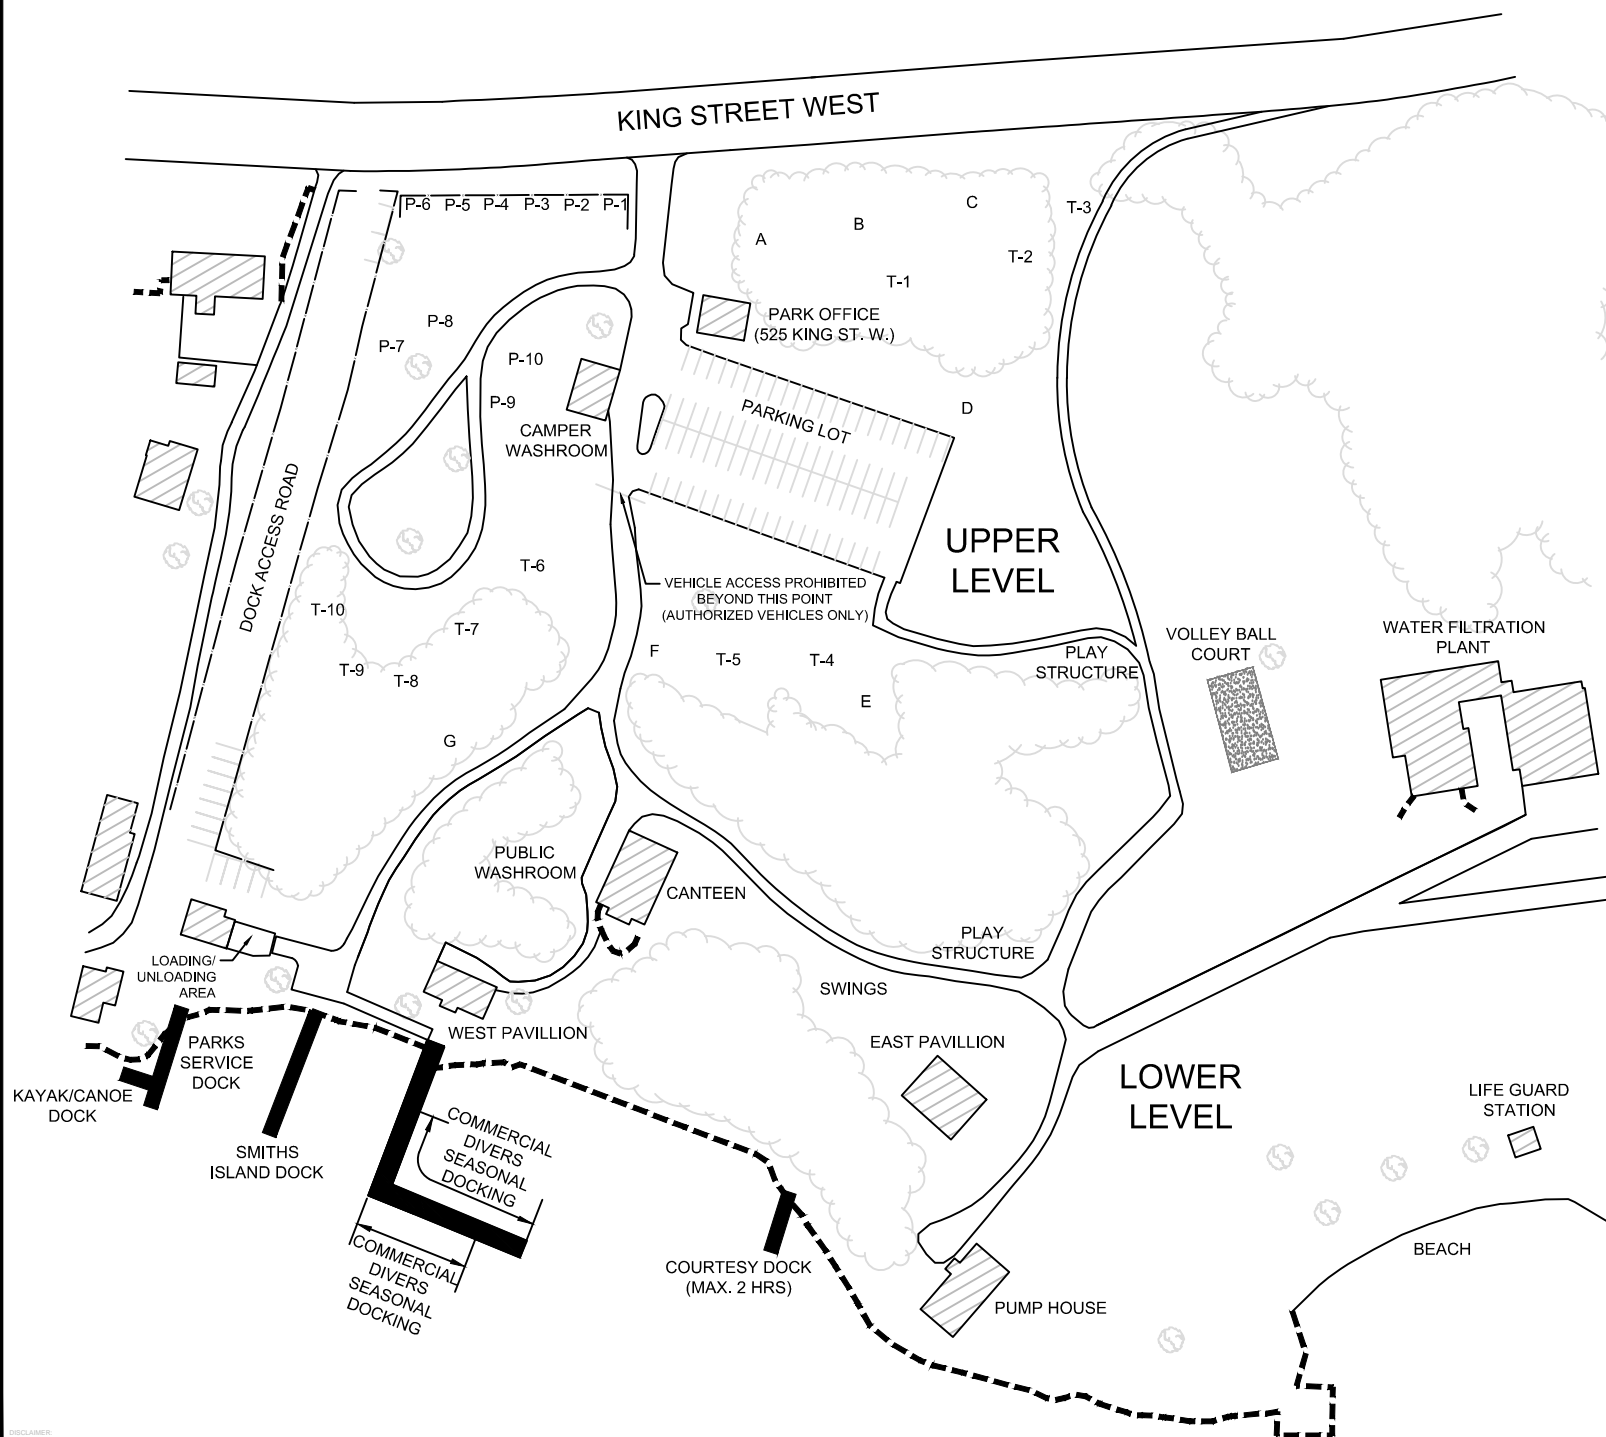 KING STREET WEST
P-6 P-5 P-4 P-3 P-2 P-1
C
T-3
B
A
T-2
T-1
PARK OFFICE
(525 KING ST. W.)
P-8
P-7
P-10
P-9
CAMPER
WASHROOM
PARKING LOT
D
DOCK ACCESS ROAD
UPPER
LEVEL
T-6
VEHICLE ACCESS PROHIBITED
BEYOND THIS POINT
(AUTHORIZED VEHICLES ONLY)
T-10
T-7
T-9
T-8
F
T-5
T-4
E
G
PLAY
STRUCTURE
VOLLEY BALL
COURT
WATER FILTRATION
PLANT
PUBLIC
WASHROOM
CANTEEN
PLAY
STRUCTURE
SWINGS
LOADING/
UNLOADING
AREA
WEST PAVILLION
EAST PAVILLION
PARKS
SERVICE
DOCK
KAYAK/CANOE
DOCK
SMITHS
ISLAND DOCK
COMMERCIAL
DIVERS
SEASONAL
DOCKING
COMMERCIAL
DIVERS
SEASONAL
DOCKING
LOWER
LEVEL
LIFE GUARD
STATION
BEACH
COURTESY DOCK
(MAX. 2 HRS)
PUMP HOUSE
DISCLAIMER: